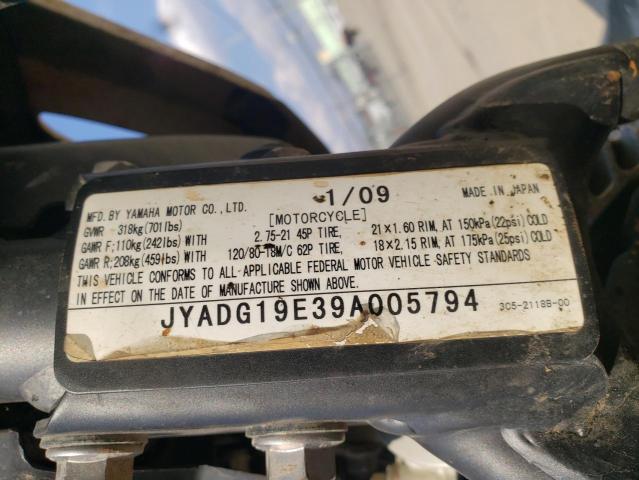 1/09
MFD. BY YAMAHA MOTOR CO., LTD. MADE IN JAPAN
GVWR 318kg(701lbs) [MOTORCYCLE]
GAWR F; 110kg(242lbs) WITH 2.75-21 45P TIRE, 21×1.60 RIM, AT 150kPa(22psi) COLD
GAWR R; 208kg(459lbs) WITH 120/80-18M/C 62P TIRE, 18×2.15 RIM, AT 175kPa(25psi) COLD
THIS VEHICLE CONFORMS TO ALL-APPLICABLE FEDERAL MOTOR VEHICLE SAFETY STANDARDS
IN EFFECT ON THE DATE OF MANUFACTURE SHOWN ABOVE.
JYADG19E39A005794 3C5-2118B-00